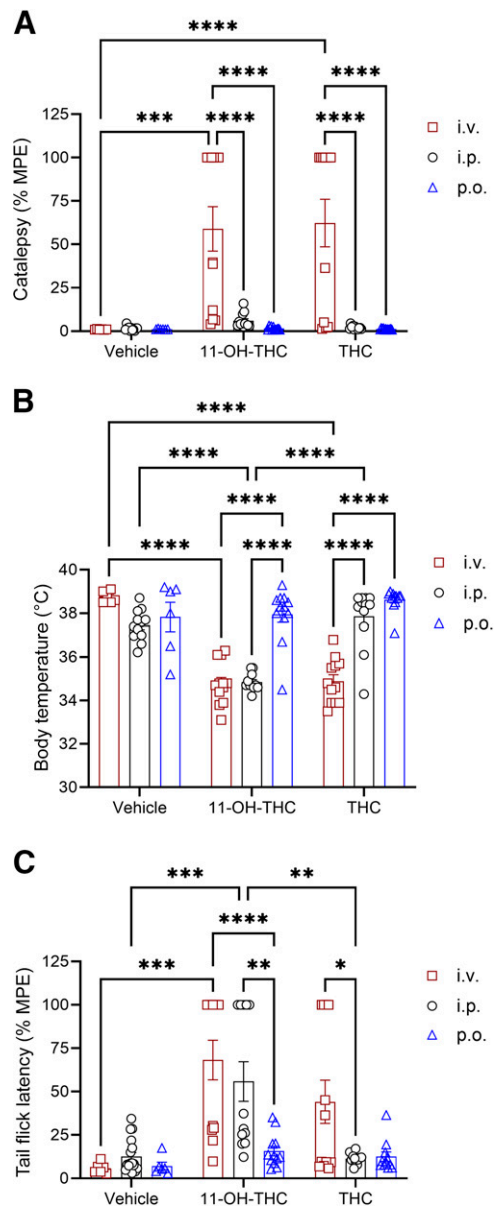 A
****
****
****
***
****
****
125
100
75
50
25
0
Catalepsy (% MPE)
Vehicle
11-OH-THC
THC
i.v.
i.p.
p.o.
B
****
****
****
****
****
****
****
****
40
38
36
34
32
30
Body temperature (°C)
Vehicle
11-OH-THC
THC
i.v.
i.p.
p.o.
C
***
**
****
***
**
*
125
100
75
50
25
0
Tail flick latency (% MPE)
Vehicle
11-OH-THC
THC
i.v.
i.p.
p.o.